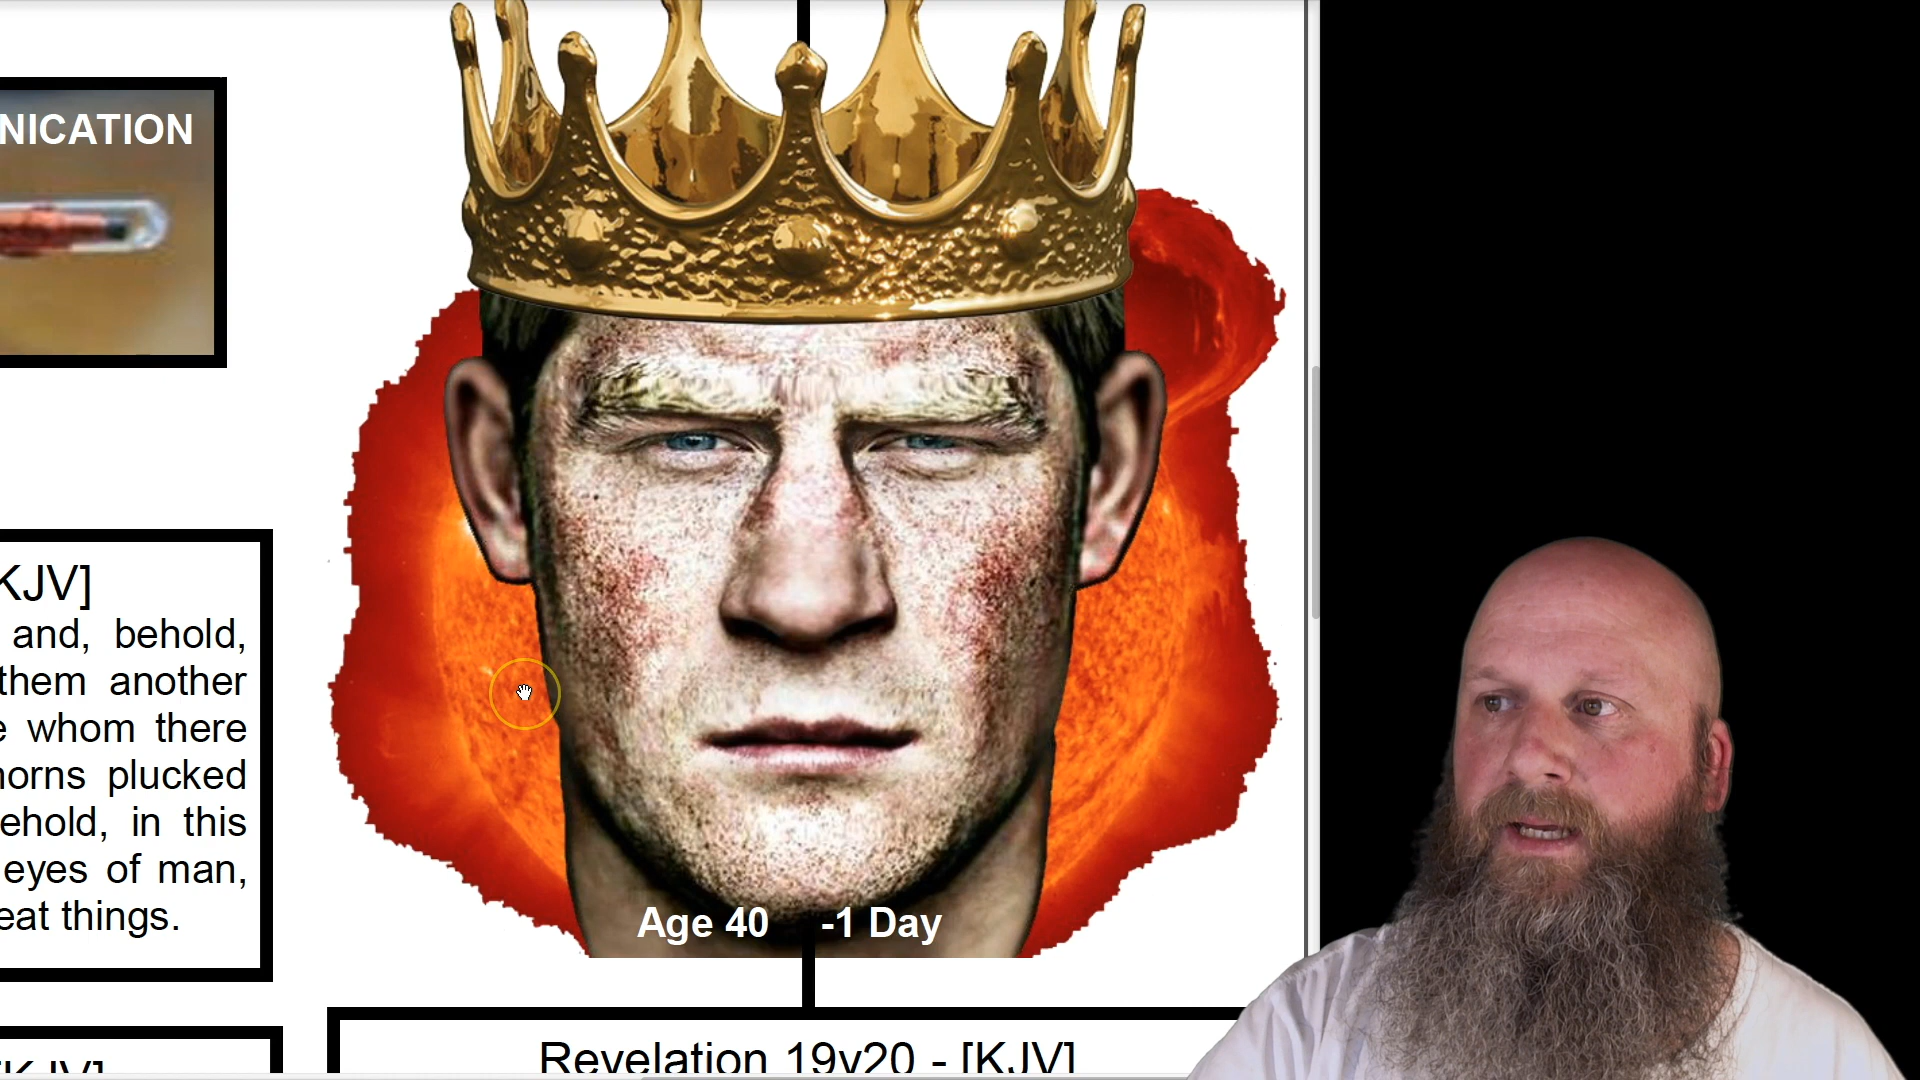 NICATION
KJV]
and, behold,
them another
whom there
horns plucked
ehold, in this
eyes of man,
eat things.
Age 40 -1 Day
Revelation 19v20 - [KJV]